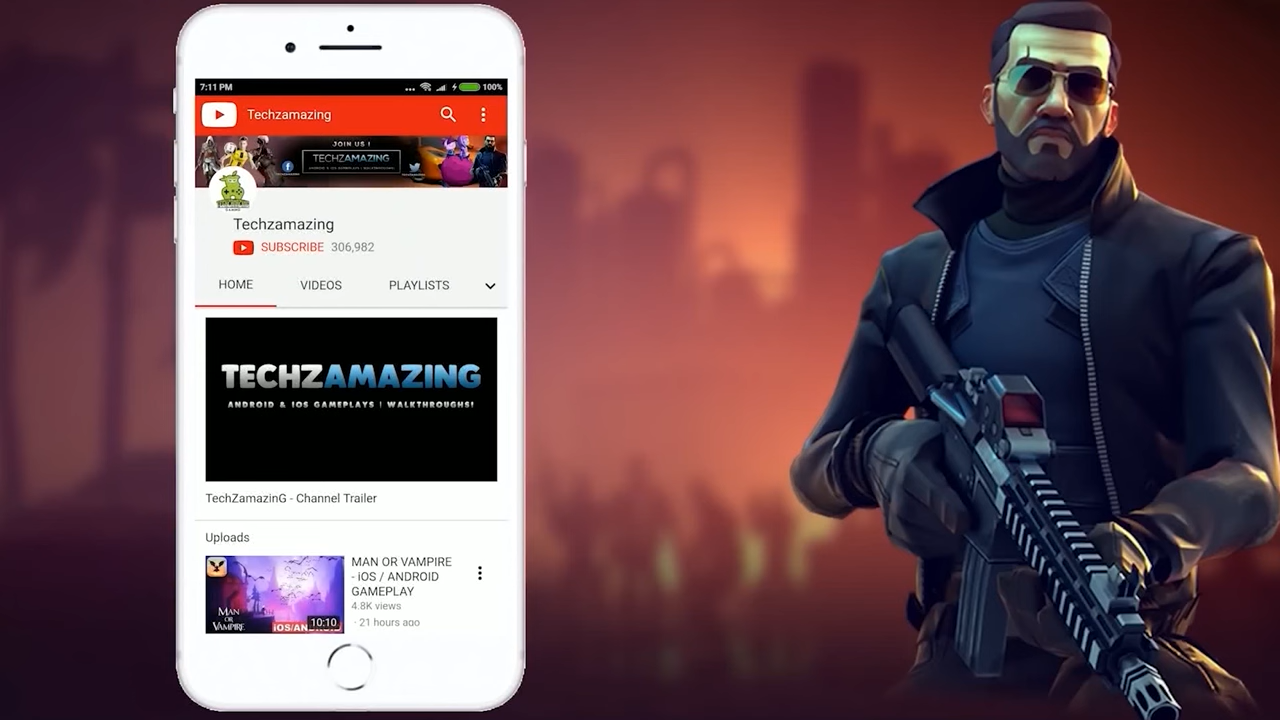 7:11 PM
100%
Techzamazing
JOIN US !
TECHZAMAZING
Techzamazing
SUBSCRIBE 306,982
HOME VIDEOS PLAYLISTS
TECHZAMAZING
ANDROID & IOS GAMEPLAYS | WALKTHROUGHS!
TechZamazinG - Channel Trailer
Uploads
MAN OR VAMPIRE
- iOS / ANDROID
GAMEPLAY
4.8K views
· 21 hours ago
MAN
OR
VAMPIRE
10:10